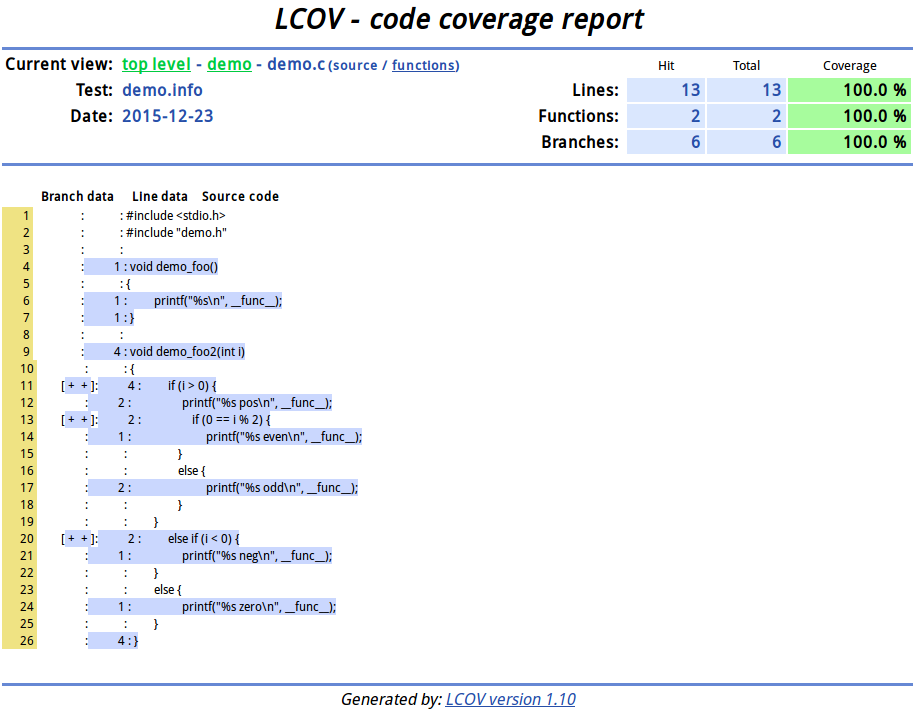 LCOV - code coverage report
Current view: top level - demo - demo.c (source / functions) Hit Total Coverage
Test: demo.info Lines: 13 13 100.0 %
Date: 2015-12-23 Functions: 2 2 100.0 %
Branches: 6 6 100.0 %
Branch data Line data Source code
1 : : #include <stdio.h>
2 : : #include "demo.h"
3 : :
4 : 1 : void demo_foo()
5 : : {
6 : 1 : printf("%s\n", __func__);
7 : 1 : }
8 : :
9 : 4 : void demo_foo2(int i)
10 : : {
11 [ + + ]: 4 : if (i > 0) {
12 : 2 : printf("%s pos\n", __func__);
13 [ + + ]: 2 : if (0 == i % 2) {
14 : 1 : printf("%s even\n", __func__);
15 : : }
16 : : else {
17 : 2 : printf("%s odd\n", __func__);
18 : : }
19 : : }
20 [ + + ]: 2 : else if (i < 0) {
21 : 1 : printf("%s neg\n", __func__);
22 : : }
23 : : else {
24 : 1 : printf("%s zero\n", __func__);
25 : : }
26 : 4 : }
Generated by: LCOV version 1.10